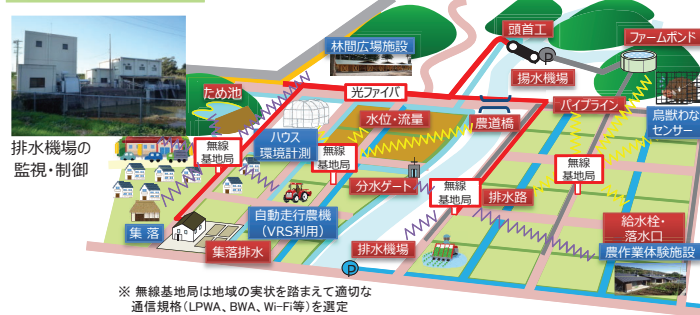 頭首工
ファームポンド
林間広場施設
P
揚水機場
ため池
光ファイバ
パイプライン
鳥獣わな
センサー
水位・流量
農道橋
排水機場の
監視・制御
ハウス
環境計測
無線
基地局
無線
基地局
無線
基地局
分水ゲート
無線
基地局
排水路
自動走行農機
（VRS利用）
給水栓・
落水口
集落
集落排水
排水機場
農作業体験施設
P
※ 無線基地局は地域の実状を踏まえて適切な
通信規格（LPWA、BWA、Wi-Fi等）を選定